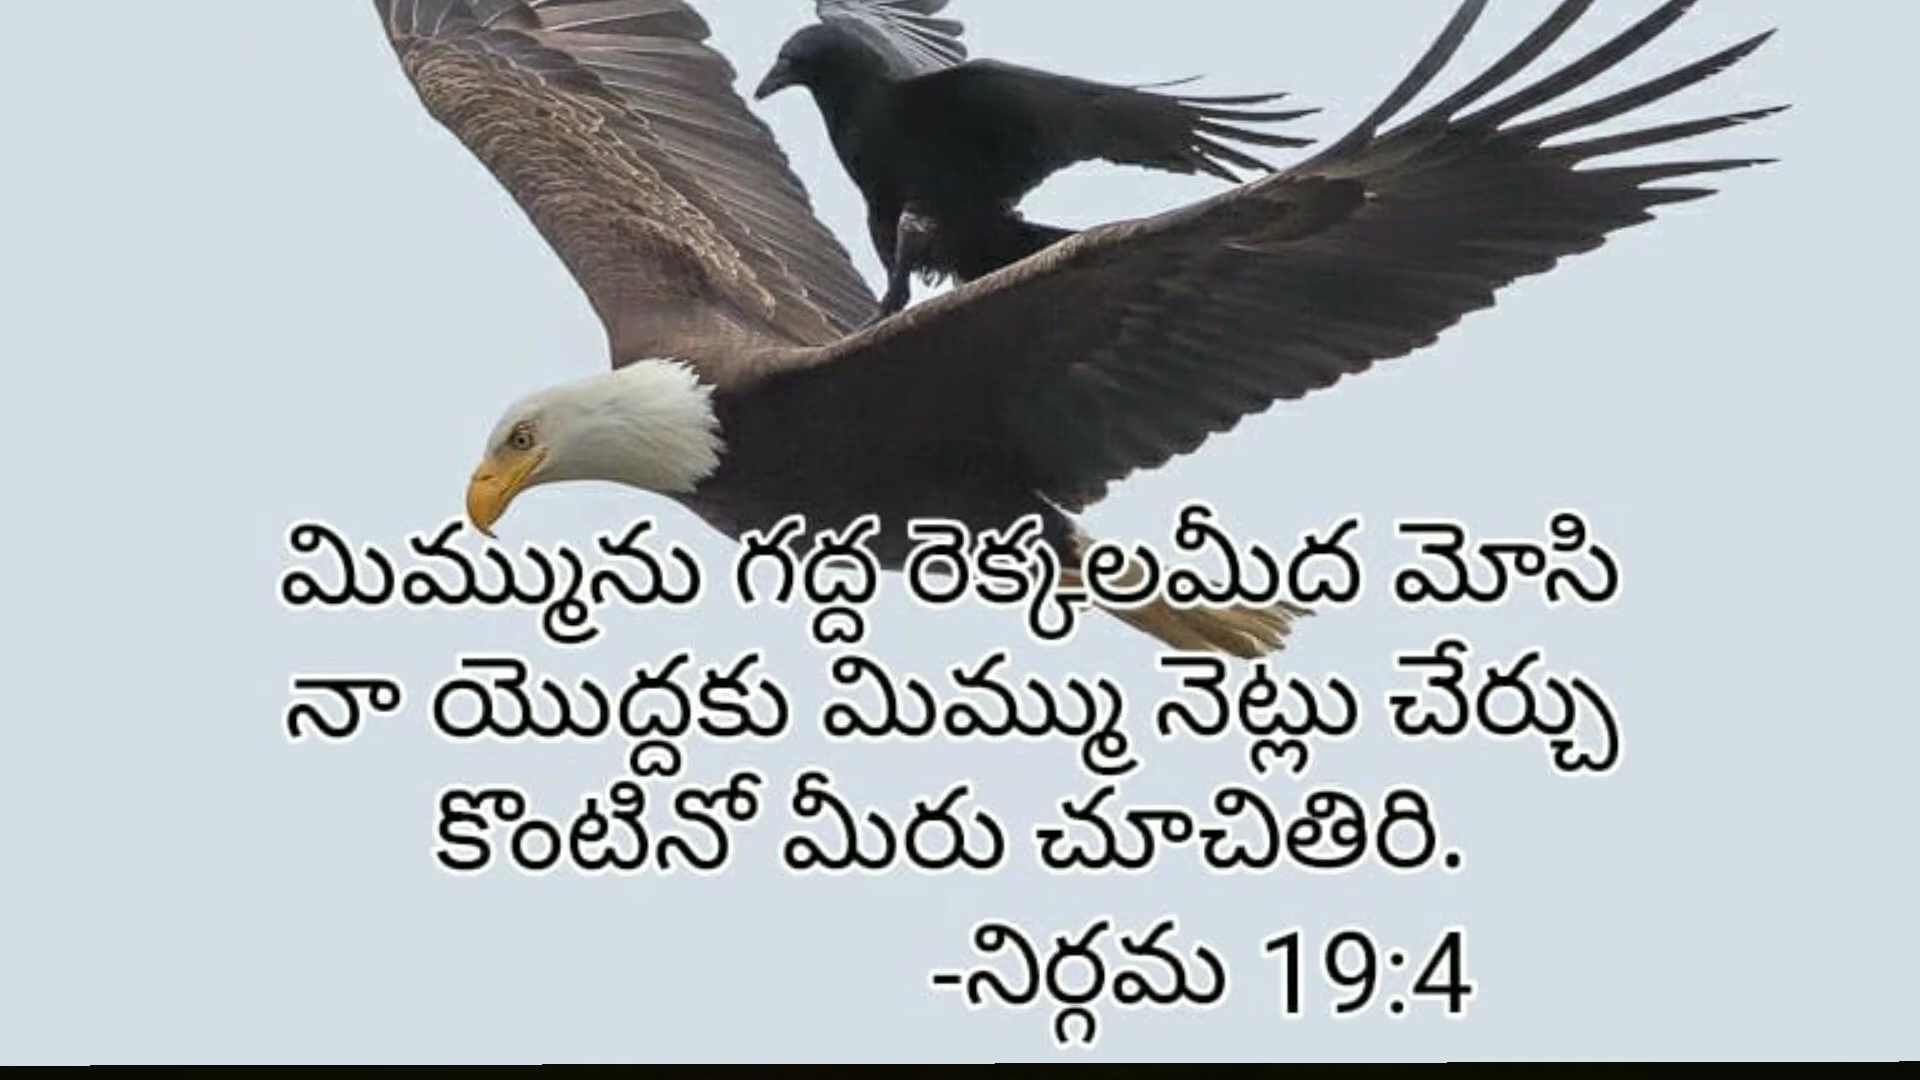 మిమ్మును గద్ద రెక్కలమీద మోసి
నా యొద్దకు మిమ్ము నెట్లు చేర్చు
కొంటినో మీరు చూచితిరి.
-నిర్గమ 19:4